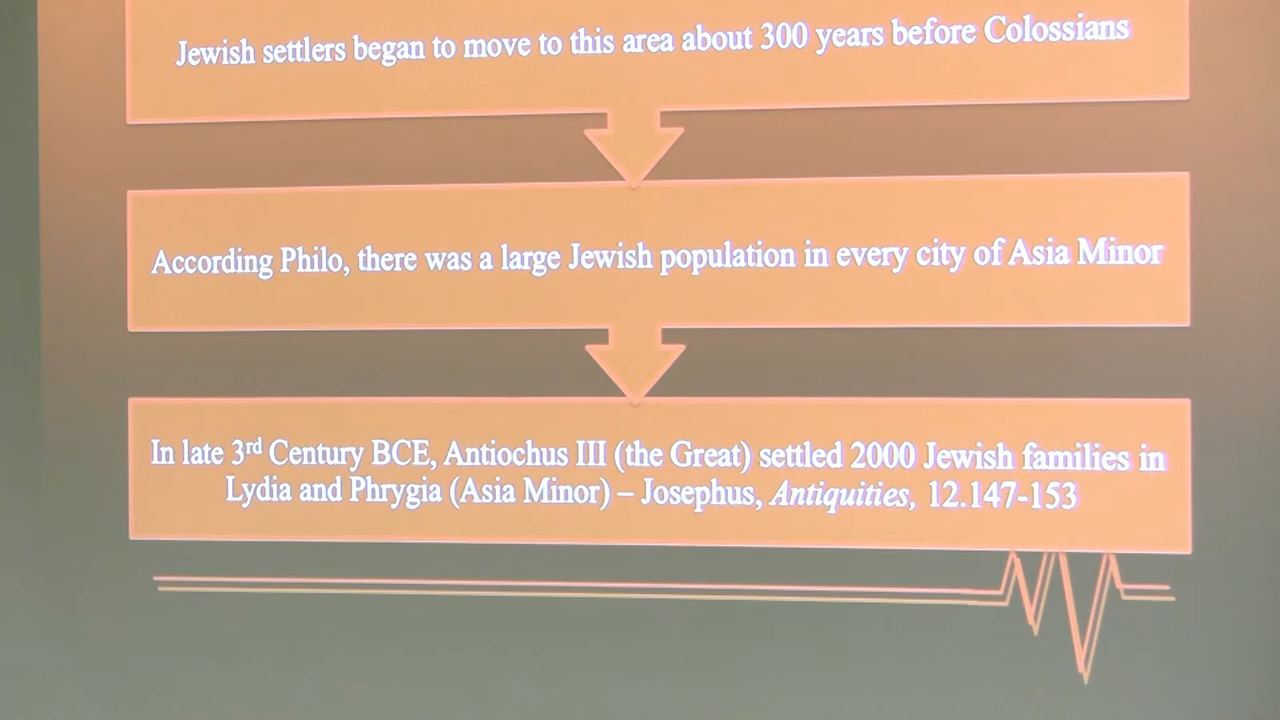 Jewish settlers began to move to this area about 300 years before Colossians
According Philo, there was a large Jewish population in every city of Asia Minor
In late 3rd Century BCE, Antiochus III (the Great) settled 2000 Jewish families in
Lydia and Phrygia (Asia Minor) – Josephus, Antiquities, 12.147-153